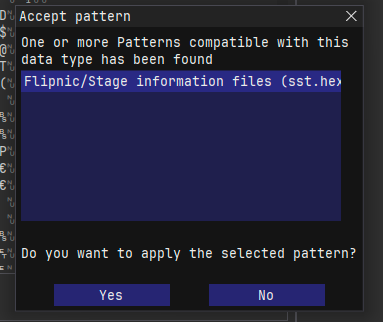 Accept pattern
One or more Patterns compatible with this
data type has been found
Flipnic/Stage information files (sst.hex
Do you want to apply the selected pattern?
Yes
No